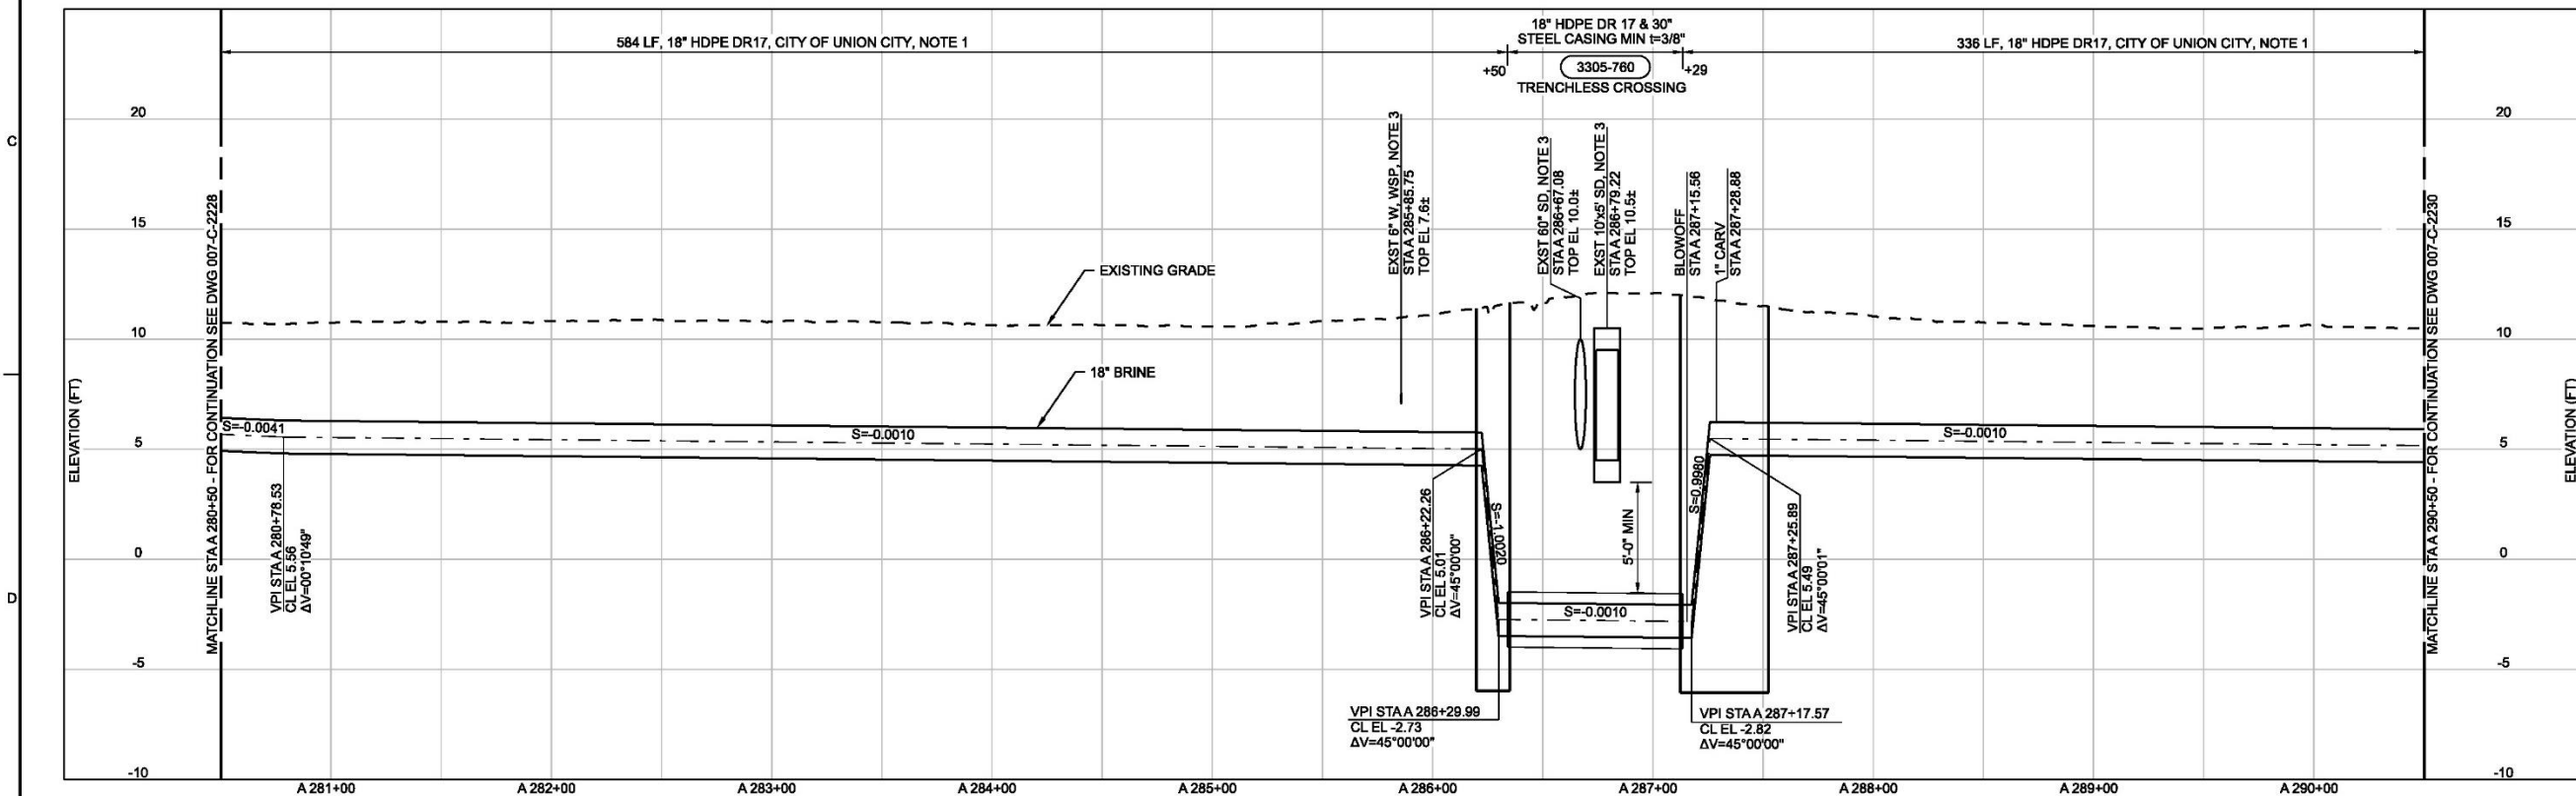 18" HDPE DR 17 & 30"
STEEL CASING MIN t=3/8"
584 LF, 18" HDPE DR17, CITY OF UNION CITY, NOTE 1
336 LF, 18" HDPE DR17, CITY OF UNION CITY, NOTE 1
+50
3305-760
+29
TRENCHLESS CROSSING
20
20
C
15
15
10
10
5
5
0
0
-5
-5
-10
-10
ELEVATION (FT)
ELEVATION (FT)
D
MATCHLINE STA A 280+50 - FOR CONTINUATION SEE DWG 007-C-2228
MATCHLINE STA A 290+50 - FOR CONTINUATION SEE DWG 007-C-2230
EXST 6" W, WSP, NOTE 3
STA A 285+85.75
TOP EL 7.6±
EXST 60" SD, NOTE 3
STA A 286+67.08
TOP EL 10.0±
EXST 10'x5' SD, NOTE 3
STA A 286+79.22
TOP EL 10.5±
BLOWOFF
STA A 287+15.56
1" CARV
STA A 287+28.88
EXISTING GRADE
18" BRINE
S=-0.0041
S=-0.0010
S=-1.0020
S=-0.0010
S=0.9980
S=-0.0010
5'-0" MIN
VPI STA A 280+78.53
CL EL 5.56
ΔV=00°10'49"
VPI STA A 286+22.26
CL EL 5.01
ΔV=45°00'00"
VPI STA A 287+25.89
CL EL 5.49
ΔV=45°00'01"
VPI STA A 286+29.99
CL EL -2.73
ΔV=45°00'00"
VPI STA A 287+17.57
CL EL -2.82
ΔV=45°00'00"
A 281+00
A 282+00
A 283+00
A 284+00
A 285+00
A 286+00
A 287+00
A 288+00
A 289+00
A 290+00